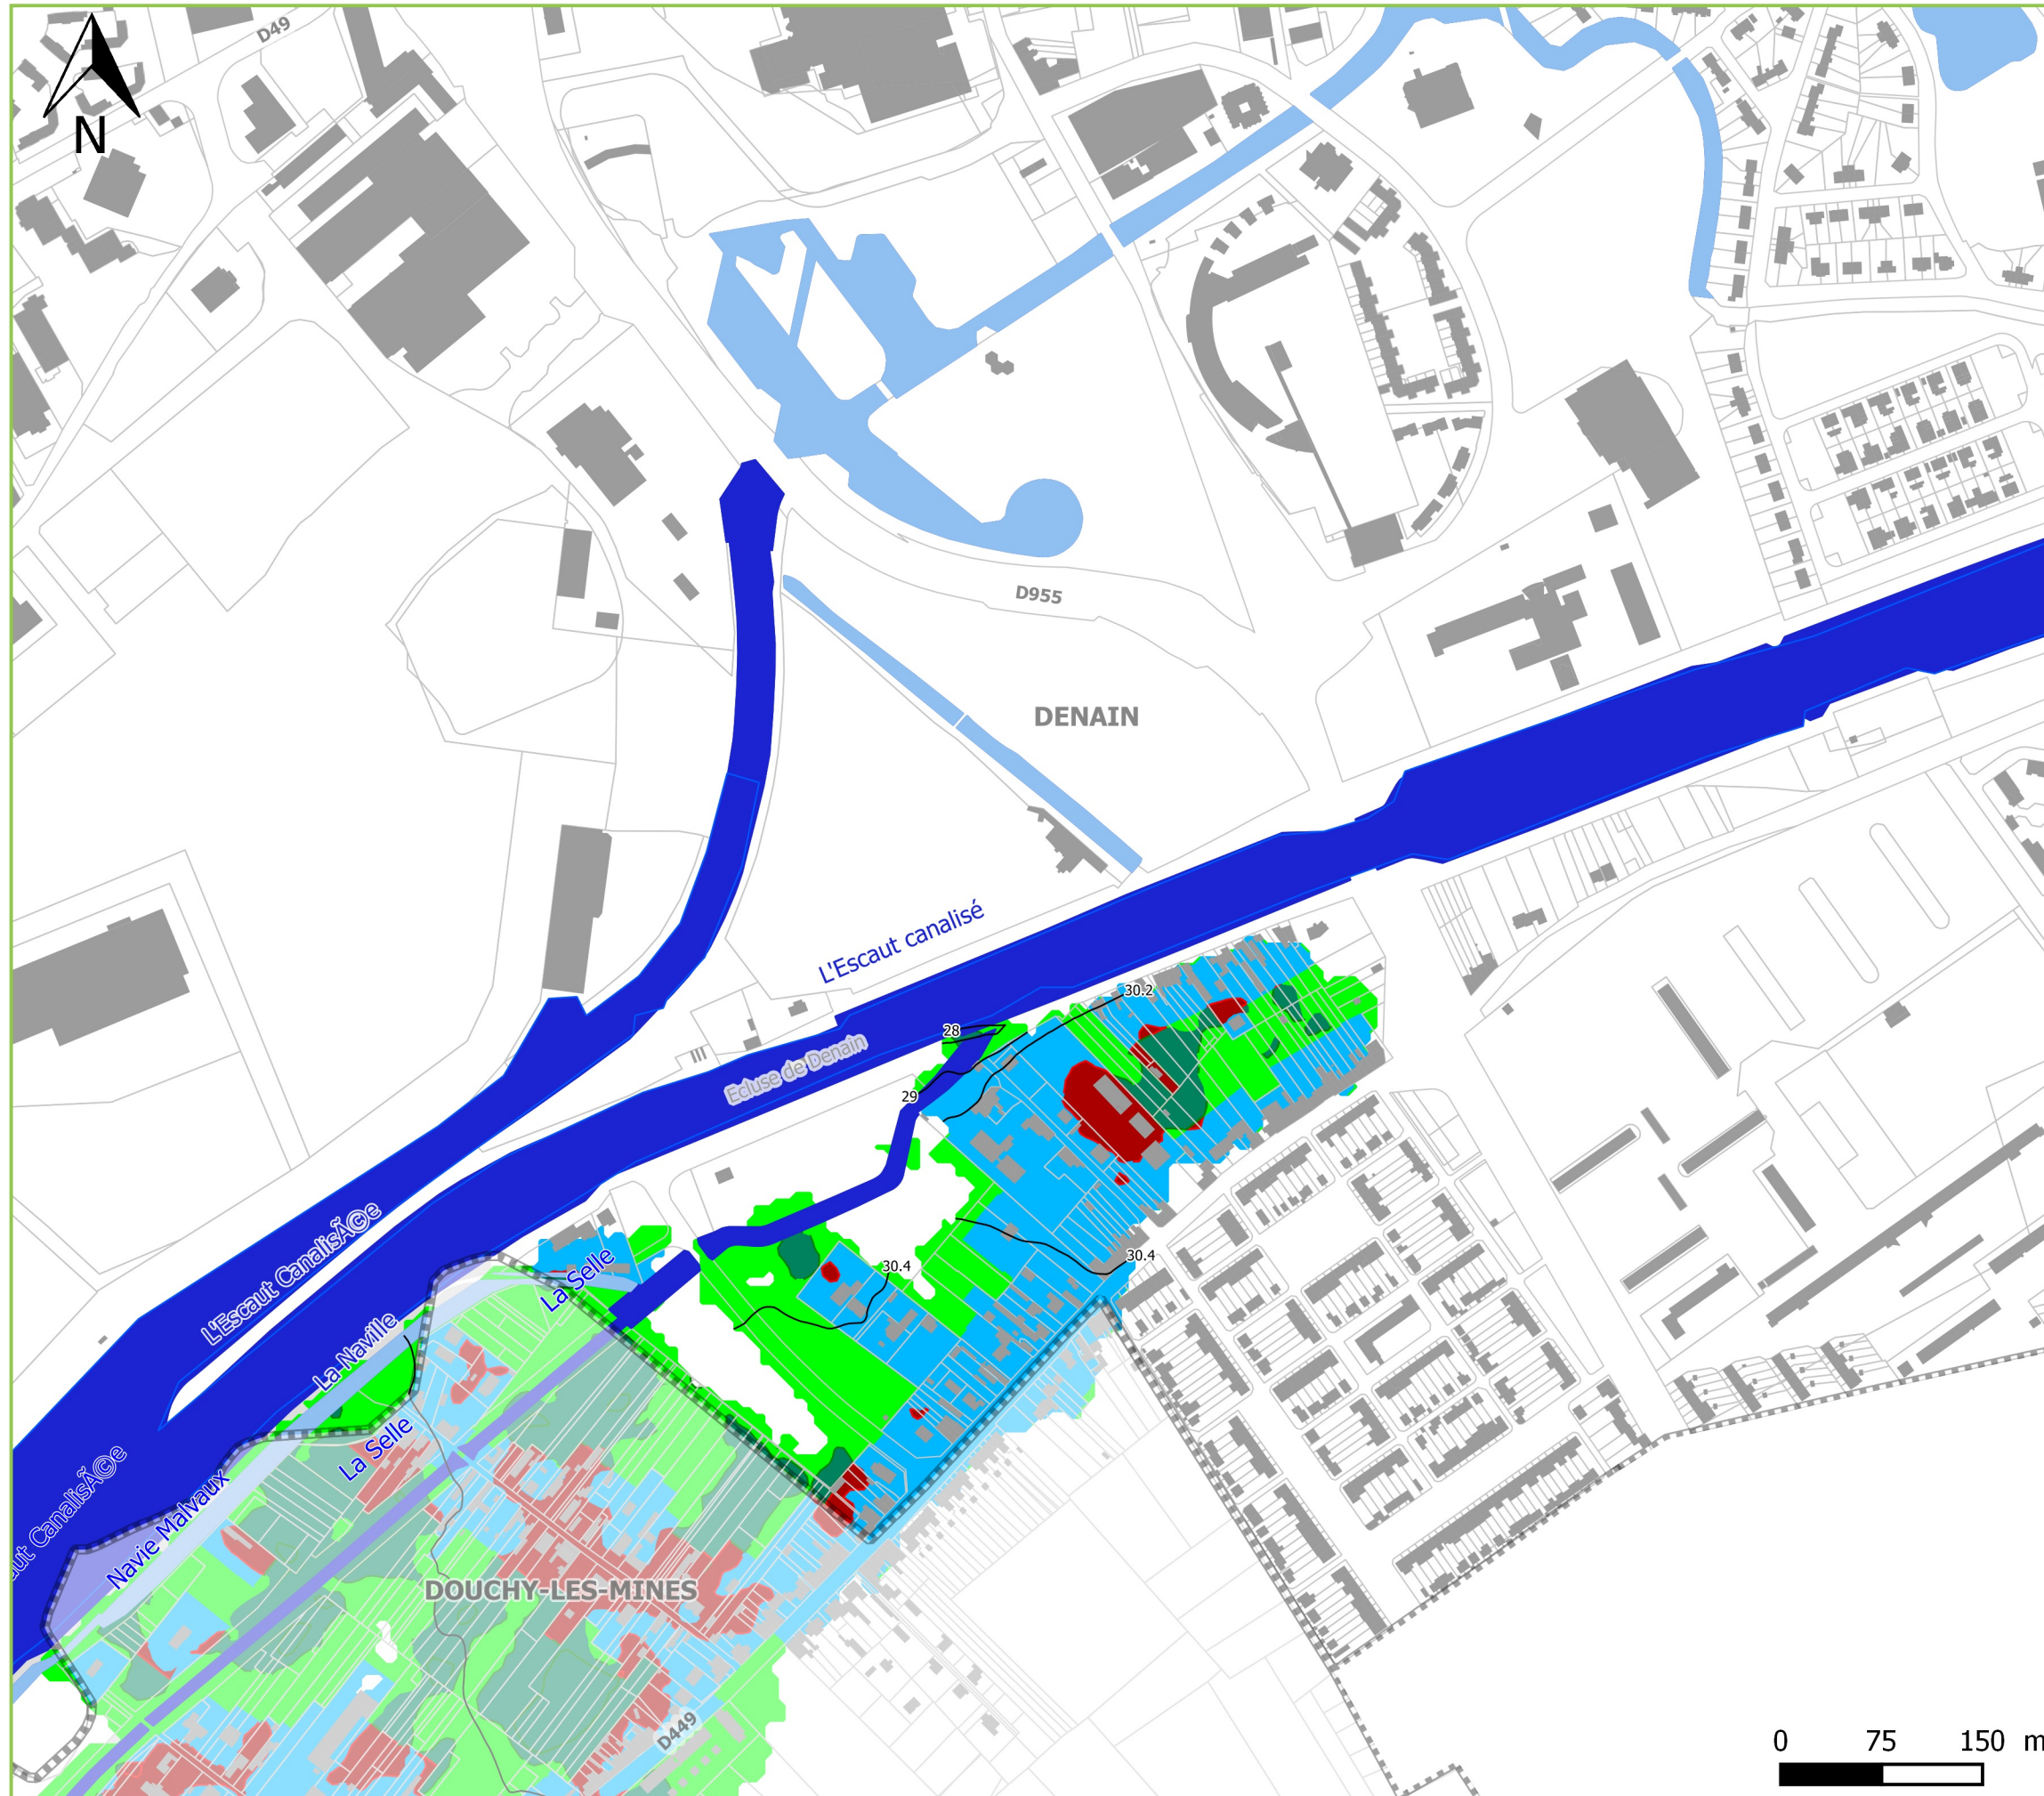 D49
N
D955
DENAIN
L'Escaut canalisé
30.2
28
Ecluse de Denain
29
L'Escaut CanalisÃ©e
La Selle
30.4
30.4
La Naville
La Selle
aut CanalisÃ©e
Navie Malvaux
DOUCHY-LES-MINES
D449
0 75 150 m